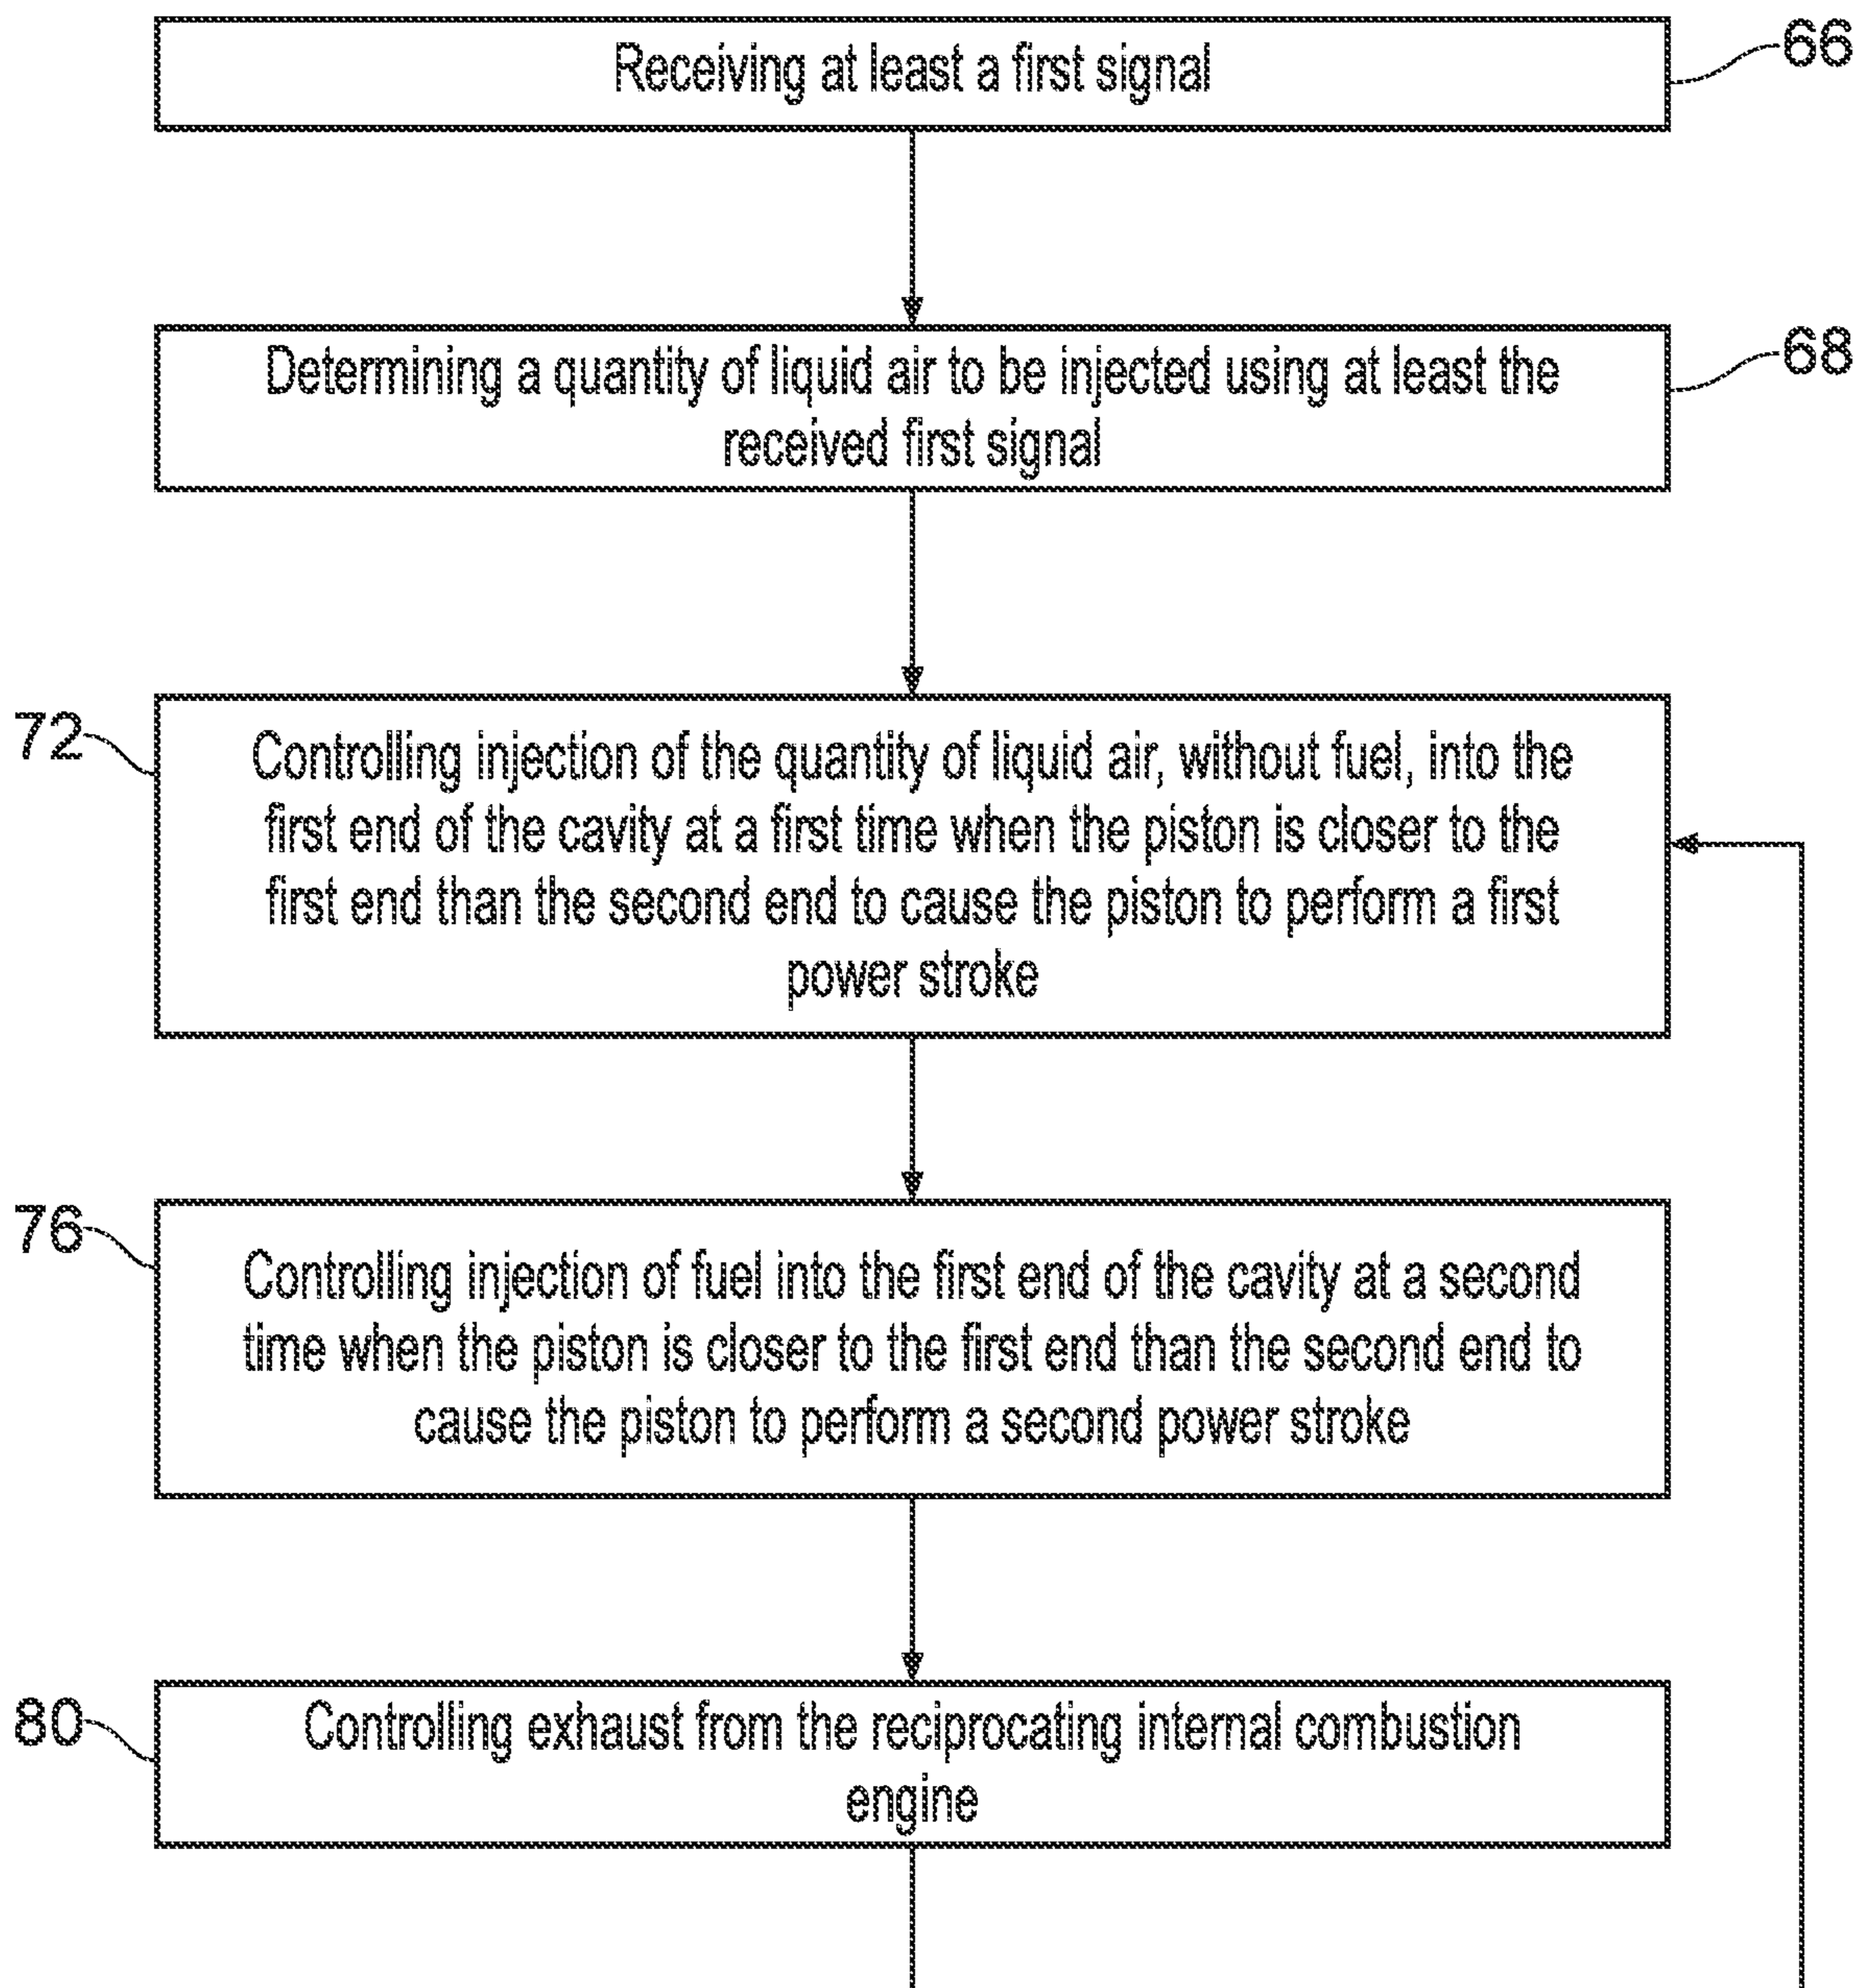 Receiving at least a first signal
66
Determining a quantity of liquid air to be injected using at least the
received first signal
68
72
Controlling injection of the quantity of liquid air, without fuel, into the
first end of the cavity at a first time when the piston is closer to the
first end than the second end to cause the piston to perform a first
power stroke
76
Controlling injection of fuel into the first end of the cavity at a second
time when the piston is closer to the first end than the second end to
cause the piston to perform a second power stroke
80
Controlling exhaust from the reciprocating internal combustion
engine